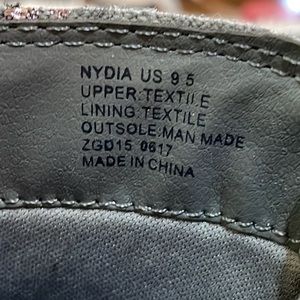 NYDIA US 9.5
UPPER:TEXTILE
LINING:TEXTILE
OUTSOLE:MAN MADE
ZGD15 0617
MADE IN CHINA